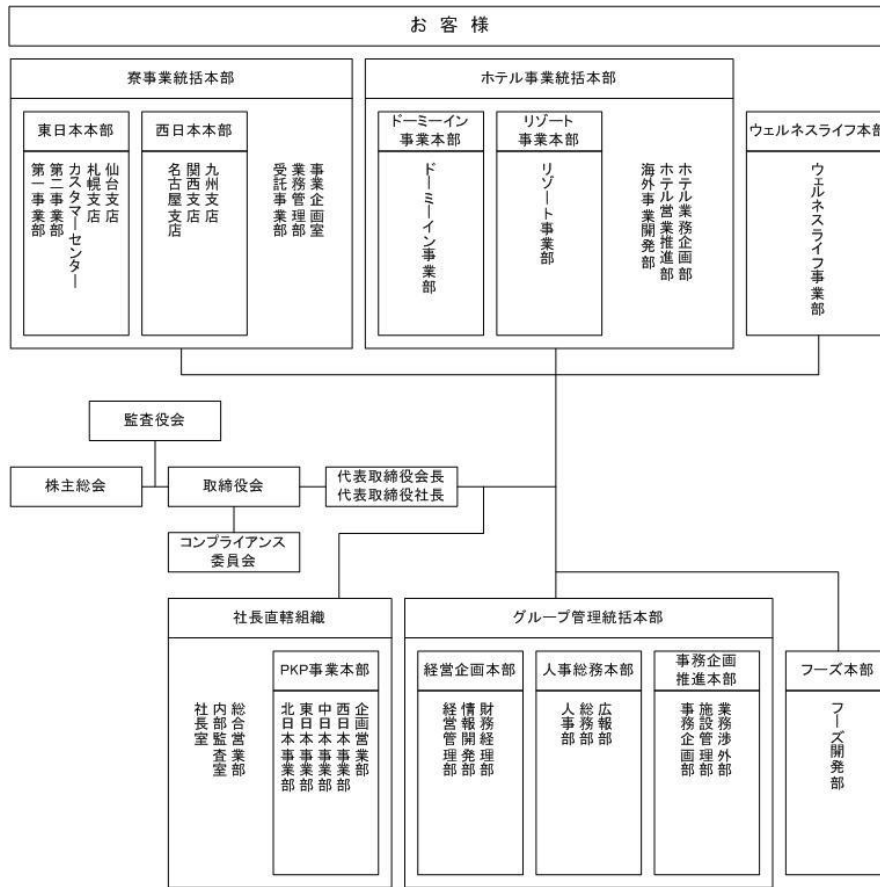 お客様
寮事業統括本部
東日本本部
仙台支店
札幌支店
カスタマーセンター
第二事業部
第一事業部
西日本本部
九州支店
関西支店
名古屋支店
事業企画室
業務管理部
受託事業部
ホテル事業統括本部
ドーミーイン
事業本部
ドーミーイン事業部
リゾート
事業本部
リゾート事業部
ホテル業務企画部
ホテル営業推進部
海外事業開発部
ウェルネスライフ本部
ウェルネスライフ事業部
監査役会
株主総会
取締役会
代表取締役会長
代表取締役社長
コンプライアンス
委員会
社長直轄組織
総合営業部
内部監査室
社長室
PKP事業本部
企画営業部
西日本事業部
中日本事業部
東日本事業部
北日本事業部
グループ管理統括本部
経営企画本部
財務経理部
情報開発部
経営管理部
人事総務本部
広報部
総務部
人事部
事務企画
推進本部
業務渉外部
施設管理部
事務企画部
フーズ本部
フーズ開発部